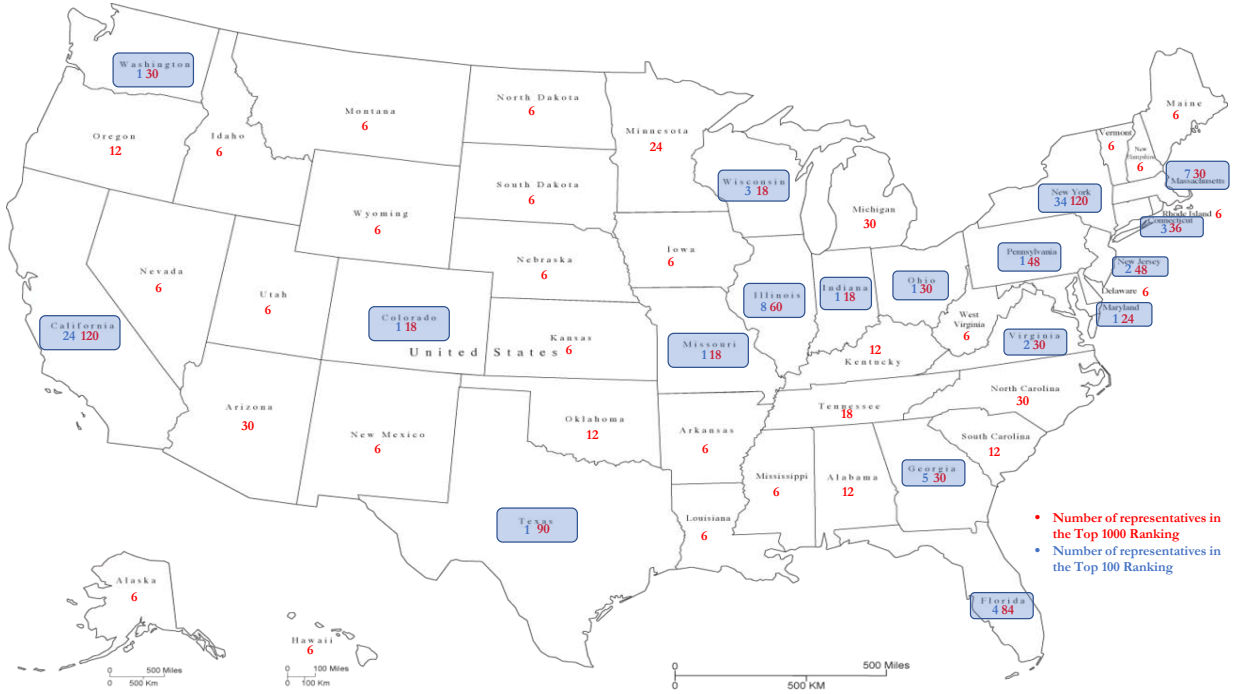 Washington
1 30
Oregon
12
Idaho
6
Montana
6
North Dakota
6
Minnesota
24
Wisconsin
3 18
Michigan
30
Maine
6
Vermont
6
New
Hampshire
6
7 30
Massachusetts
New York
34 120
Rhode Island 6
Connecticut
3 36
South Dakota
6
Wyoming
6
Iowa
6
Nebraska
6
Nevada
6
Utah
6
California
24 120
Colorado
1 18
United States
Kansas
6
Missouri
1 18
Illinois
8 60
Indiana
1 18
Ohio
1 30
Pennsylvania
1 48
New Jersey
2 48
Delaware 6
Maryland
1 24
West
Virginia
6
Virginia
2 30
12
Kentucky
North Carolina
30
Tennessee
18
South Carolina
12
Arizona
30
New Mexico
6
Oklahoma
12
Arkansas
6
Mississippi
6
Alabama
12
Georgia
5 30
Louisiana
6
Texas
1 90
Florida
4 84
• Number of representatives in
the Top 1000 Ranking
• Number of representatives in
the Top 100 Ranking
Alaska
6
Hawaii
6
0 500 Miles
0 500 Km
0 100 Miles
0 100 Km
0 500 Miles
0 500 KM